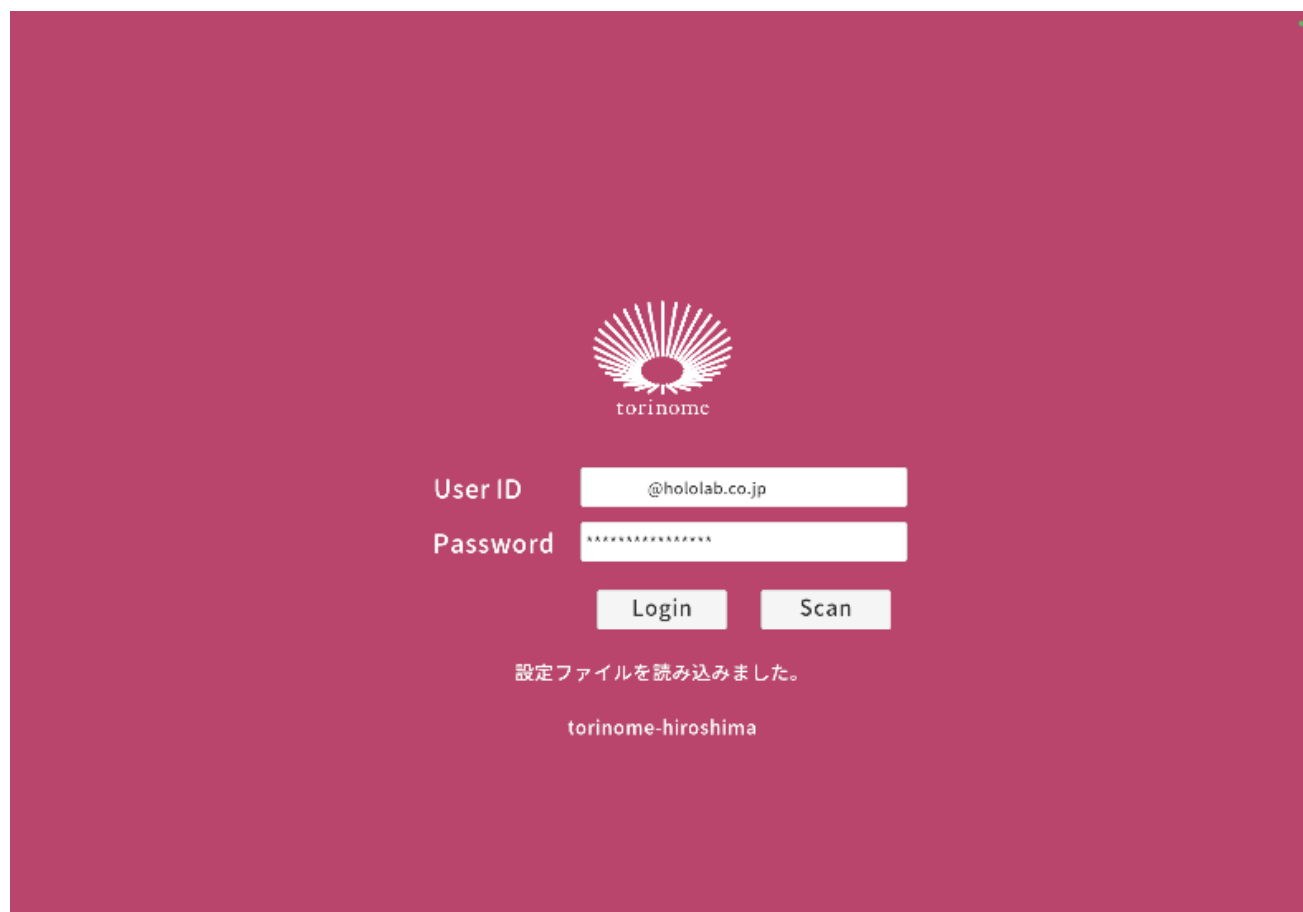 torinome
User ID @hololab.co.jp
Password ****************
Login Scan
設定ファイルを読み込みました。
torinome-hiroshima